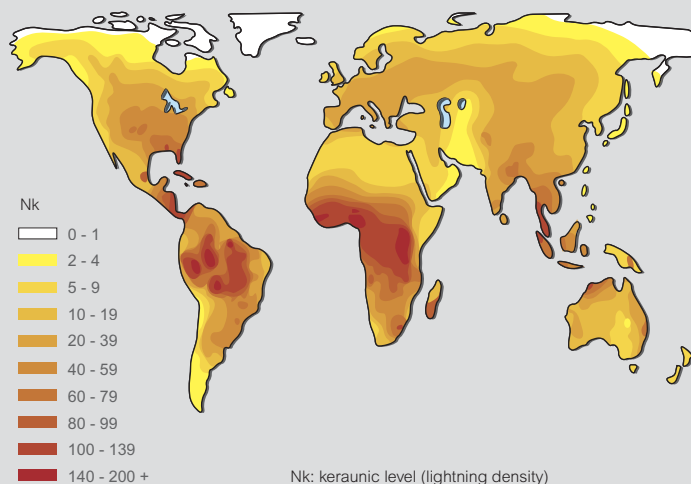 Nk
0 - 1
2 - 4
5 - 9
10 - 19
20 - 39
40 - 59
60 - 79
80 - 99
100 - 139
140 - 200 +
Nk: keraunic level (lightning density)